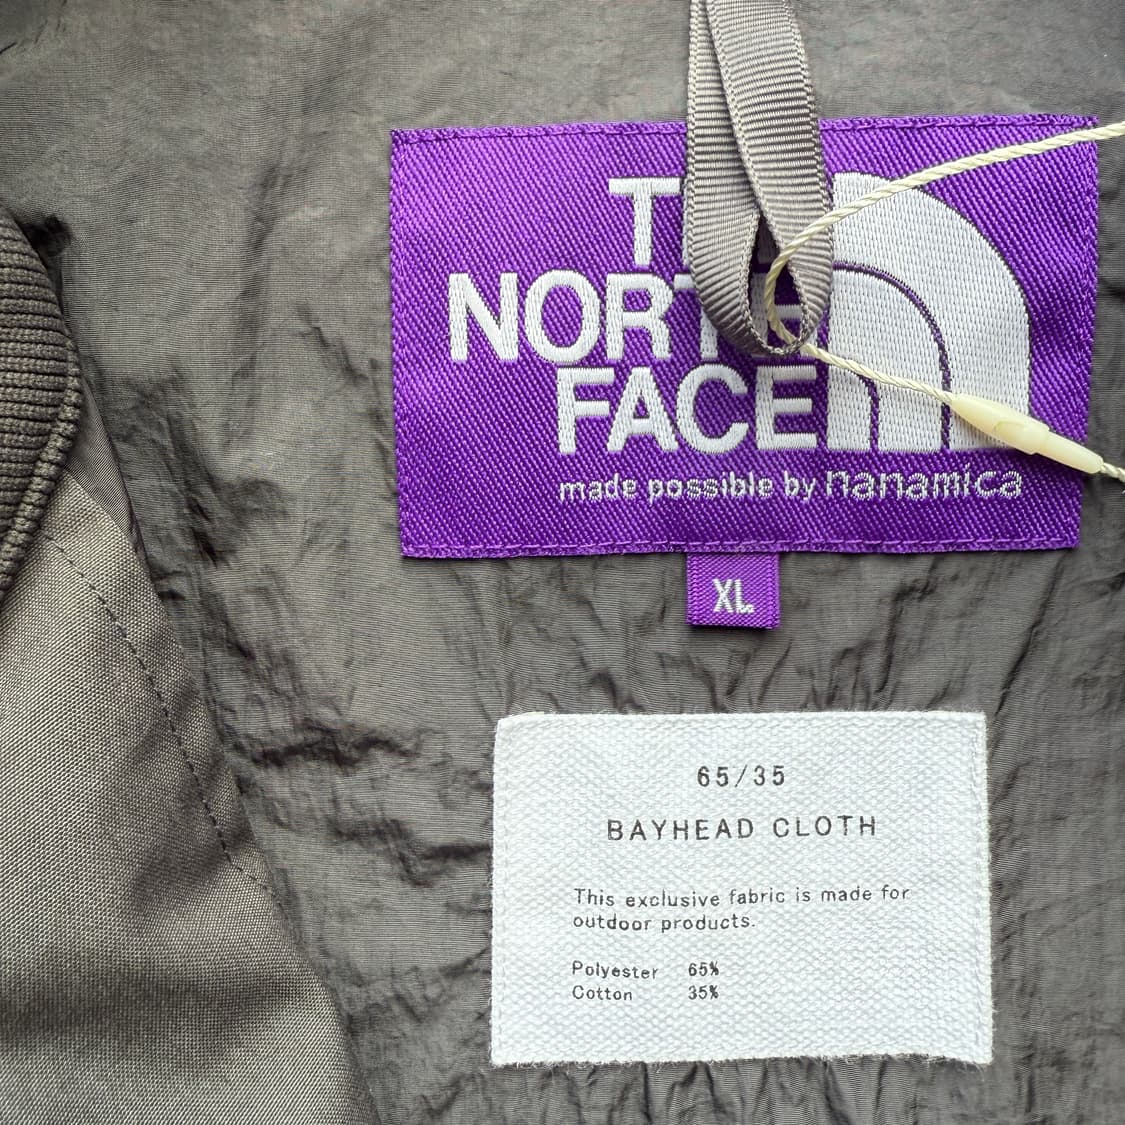 THE
NORTH
FACE
made possible by nanamica
XL
65/35
BAYHEAD CLOTH
This exclusive fabric is made for
outdoor products.
Polyester 65%
Cotton 35%